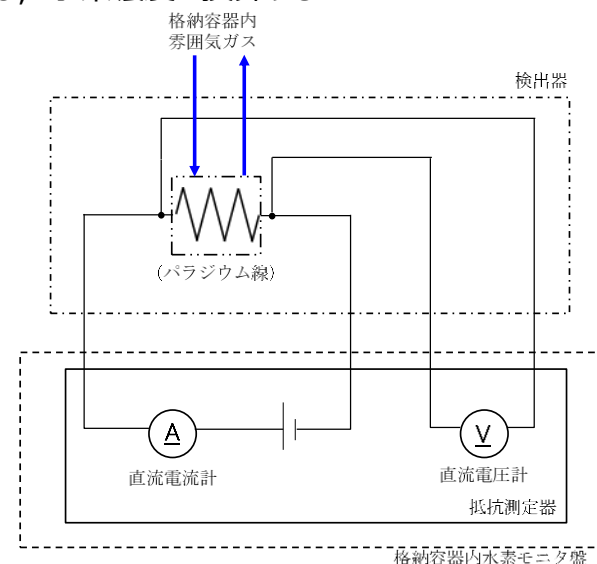 格納容器内
雰囲気ガス
検出器
(パラジウム線)
A
V
直流電流計
直流電圧計
抵抗測定器
格納容器内水素モニタ盤